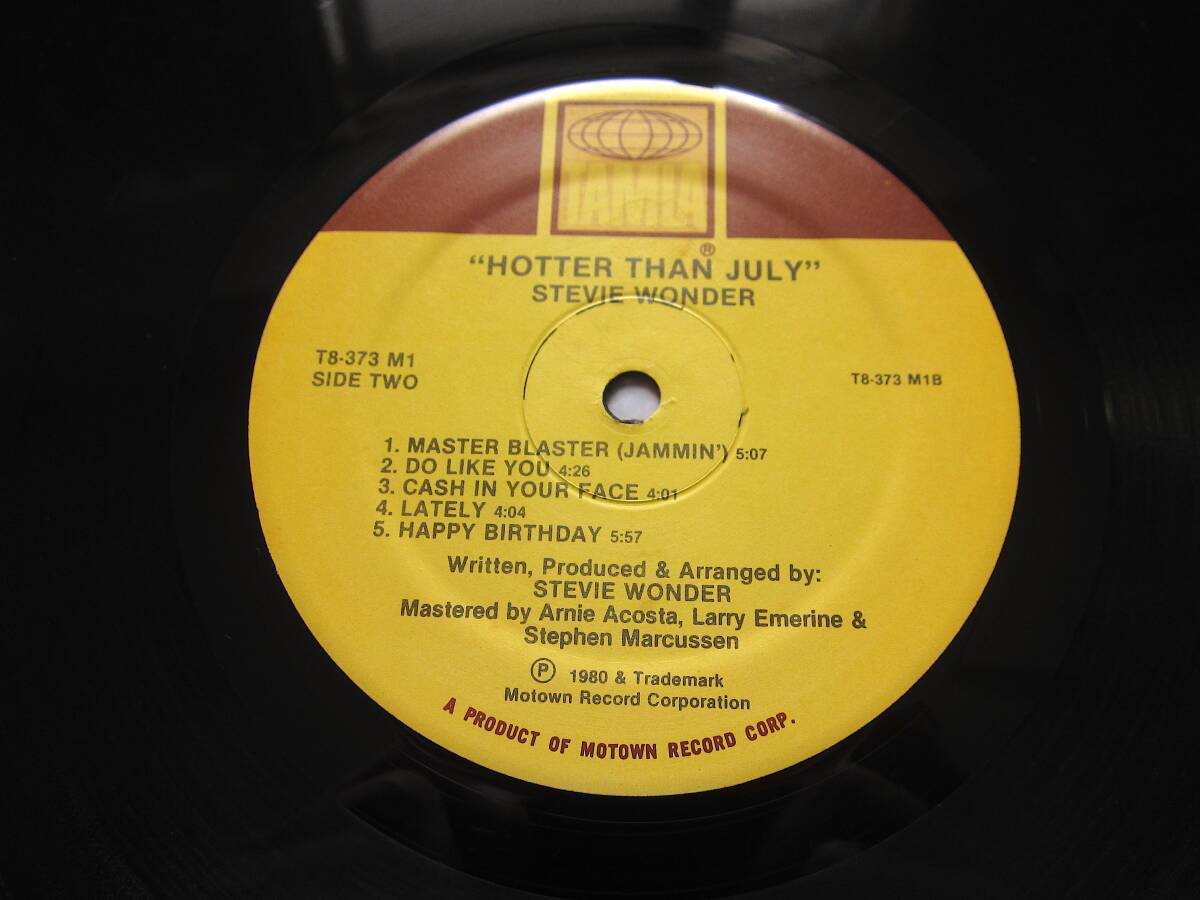 TAMLA
®
“HOTTER THAN JULY”
STEVIE WONDER
T8-373 M1
SIDE TWO
T8-373 M1B
1. MASTER BLASTER (JAMMIN’) 5:07
2. DO LIKE YOU 4:26
3. CASH IN YOUR FACE 4:01
4. LATELY 4:04
5. HAPPY BIRTHDAY 5:57
Written, Produced & Arranged by:
STEVIE WONDER
Mastered by Arnie Acosta, Larry Emerine &
Stephen Marcussen
Ⓟ 1980 & Trademark
Motown Record Corporation
A PRODUCT OF MOTOWN RECORD CORP.